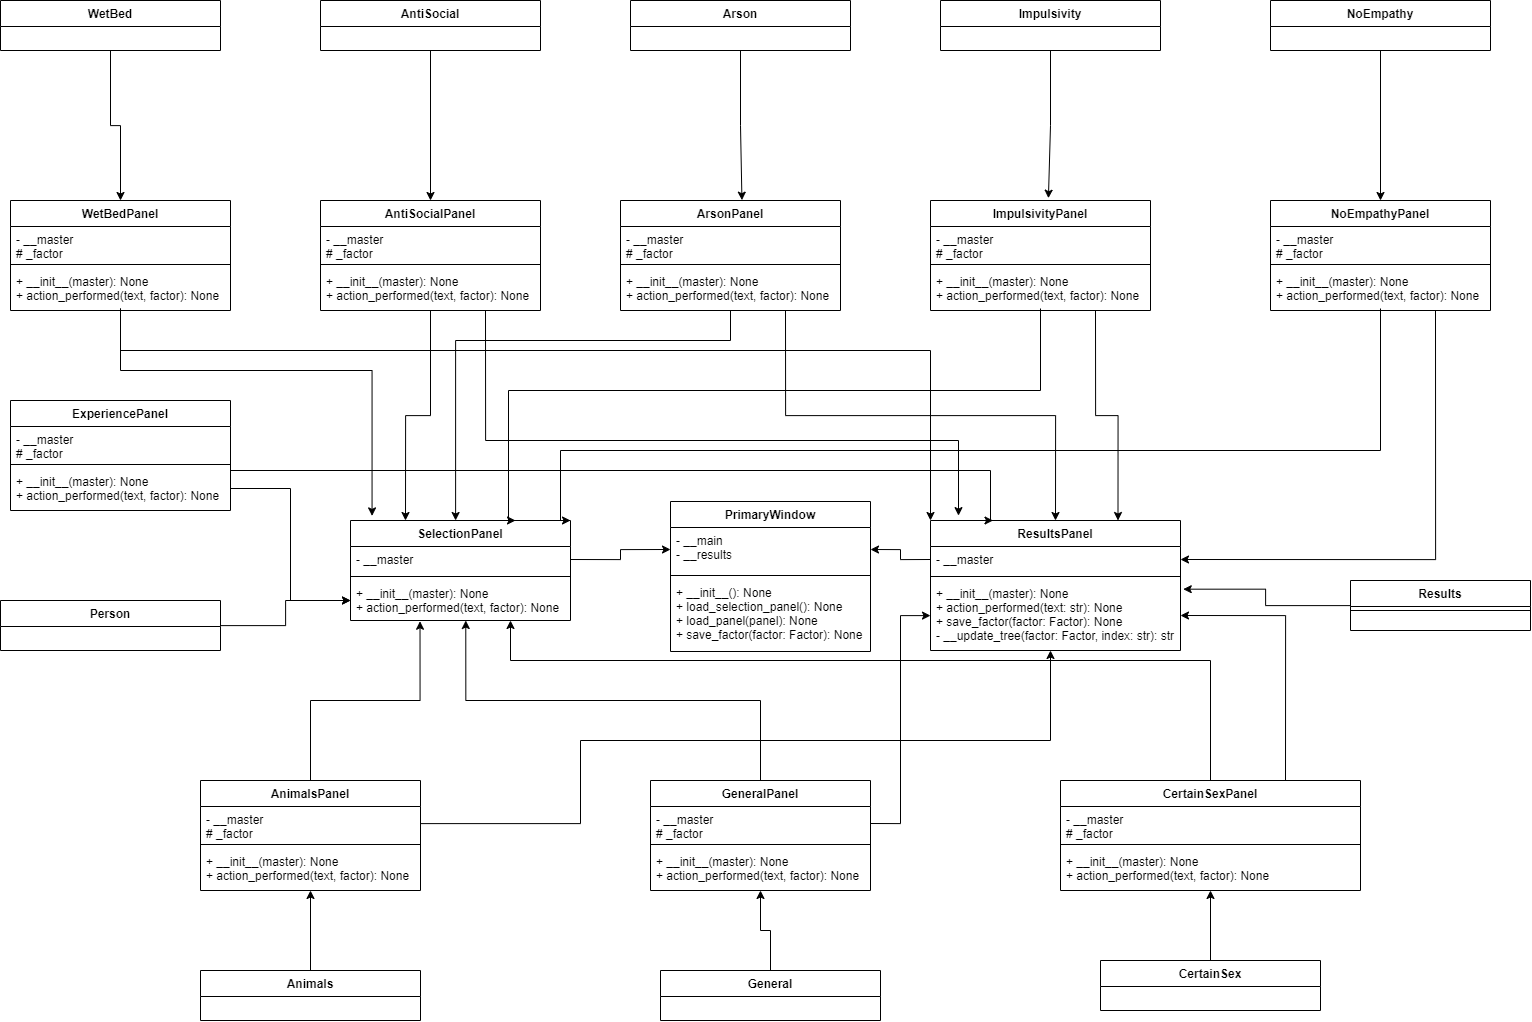 WetBed
AntiSocial
Arson
Impulsivity
NoEmpathy
WetBedPanel
- __master
# _factor
+ __init__(master): None
+ action_performed(text, factor): None
AntiSocialPanel
- __master
# _factor
+ __init__(master): None
+ action_performed(text, factor): None
ArsonPanel
- __master
# _factor
+ __init__(master): None
+ action_performed(text, factor): None
ImpulsivityPanel
- __master
# _factor
+ __init__(master): None
+ action_performed(text, factor): None
NoEmpathyPanel
- __master
# _factor
+ __init__(master): None
+ action_performed(text, factor): None
ExperiencePanel
- __master
# _factor
+ __init__(master): None
+ action_performed(text, factor): None
SelectionPanel
- __master
+ __init__(master): None
+ action_performed(text, factor): None
PrimaryWindow
- __main
- __results
+ __init__(): None
+ load_selection_panel(): None
+ load_panel(panel): None
+ save_factor(factor: Factor): None
ResultsPanel
- __master
+ __init__(master): None
+ action_performed(text: str): None
+ save_factor(factor: Factor): None
- __update_tree(factor: Factor, index: str): str
Results
Person
AnimalsPanel
- __master
# _factor
+ __init__(master): None
+ action_performed(text, factor): None
GeneralPanel
- __master
# _factor
+ __init__(master): None
+ action_performed(text, factor): None
CertainSexPanel
- __master
# _factor
+ __init__(master): None
+ action_performed(text, factor): None
Animals
General
CertainSex